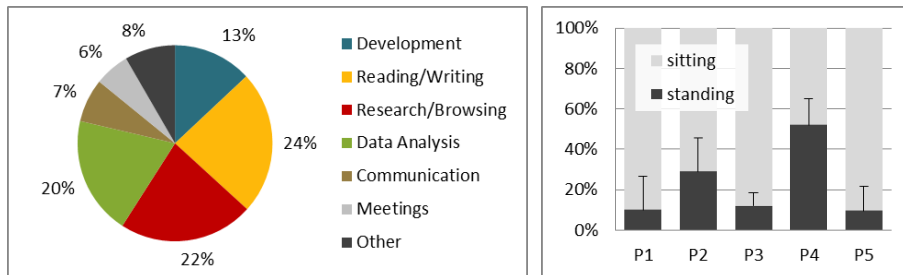 8%
13%
6%
7%
24%
20%
22%
Development
Reading/Writing
Research/Browsing
Data Analysis
Communication
Meetings
Other
100%
80%
60%
40%
20%
0%
sitting
standing
P1 P2 P3 P4 P5